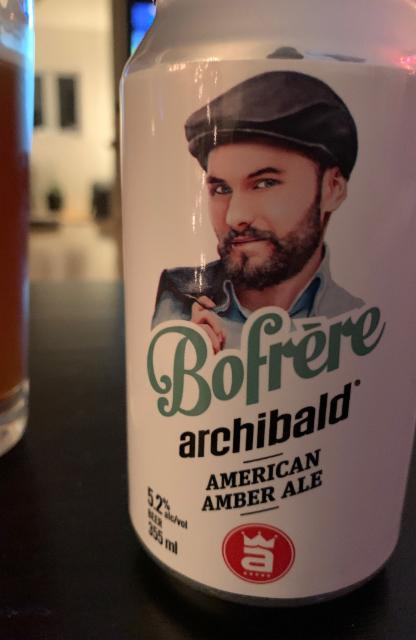 Bofrère
archibald®
AMERICAN
AMBER ALE
5.2% alc/vol
BEER
355 ml
a